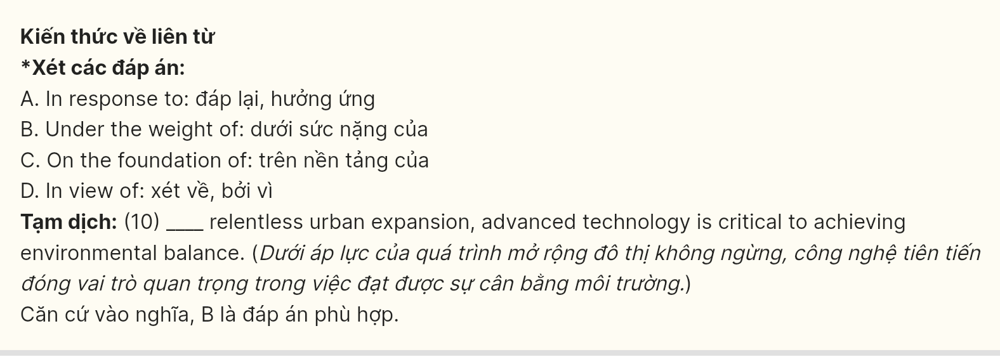 Kiến thức về liên từ
*Xét các đáp án:
A. In response to: đáp lại, hưởng ứng
B. Under the weight of: dưới sức nặng của
C. On the foundation of: trên nền tảng của
D. In view of: xét về, bởi vì
Tạm dịch: (10) ____ relentless urban expansion, advanced technology is critical to achieving
environmental balance. (Dưới áp lực của quá trình mở rộng đô thị không ngừng, công nghệ tiên tiến
đóng vai trò quan trọng trong việc đạt được sự cân bằng môi trường.)
Căn cứ vào nghĩa, B là đáp án phù hợp.